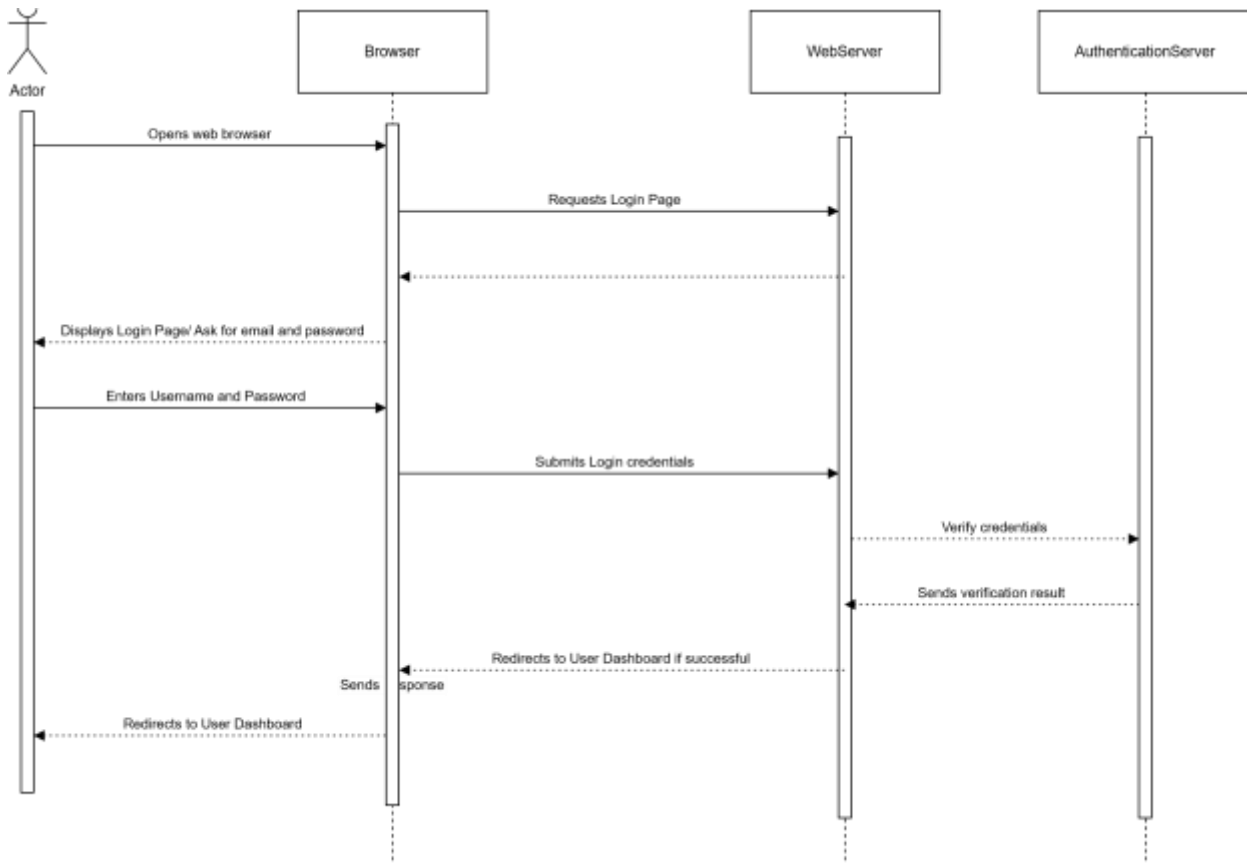 Browser
WebServer
AuthenticationServer
Actor
Opens web browser
Requests Login Page
Displays Login Page/ Ask for email and password
Enters Username and Password
Submits Login credentials
Verify credentials
Sends verification result
Redirects to User Dashboard if successful
Sends sponse
Redirects to User Dashboard